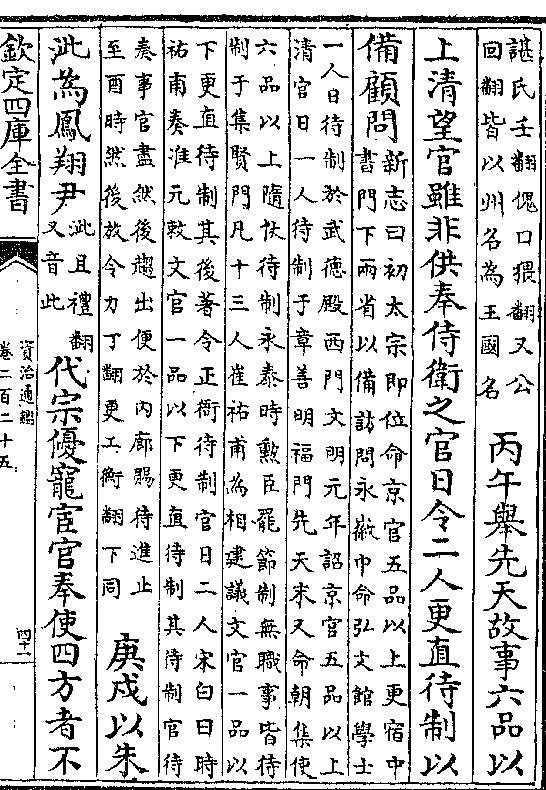 諶氏壬翻傀口猥翻又公
回翻皆以州名為王國名
丙午舉先天故事六品以
上清望官雖非供奉侍衛之官日令二人更直待制以
備顧問
新志曰初太宗即位命京官五品以上更宿中
書門下兩省以備訪問永徽中命弘文館學士
一人日待制於武德殿西門文明元年詔京官五品以上
清官日一人待制于章善明福門先天末又命朝集使
六品以上隨仗待制永泰時勲臣罷節制無職事皆待
制于集賢門凡十三人崔祐甫為相建議文官一品以
下更直待制其後著令正衙待制官日二人宋白曰時
祐甫奏准元敕文官一品以下更直待制其待制官待
奏事官盡然後趨出便於內廊賜待進止
至酉時然後放令力丁翻更工衡翻下同
庚戌以朱
泚為鳳翔尹
泚且禮翻
又音此
代宗優寵宦官奉使四方者不
欽定四庫全書
資治通鑑
卷二百二十五
四十一